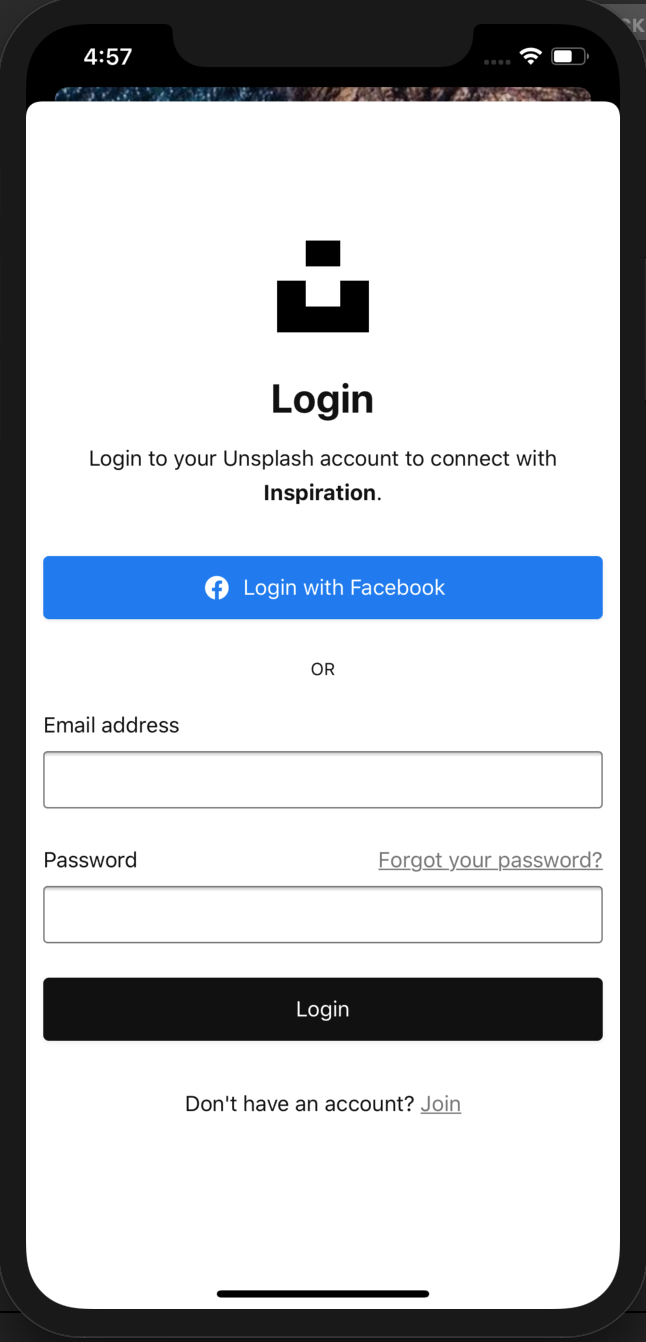 4:57
Login
Login to your Unsplash account to connect with
Inspiration.
Login with Facebook
OR
Email address
Password Forgot your password?
Login
Don't have an account? Join